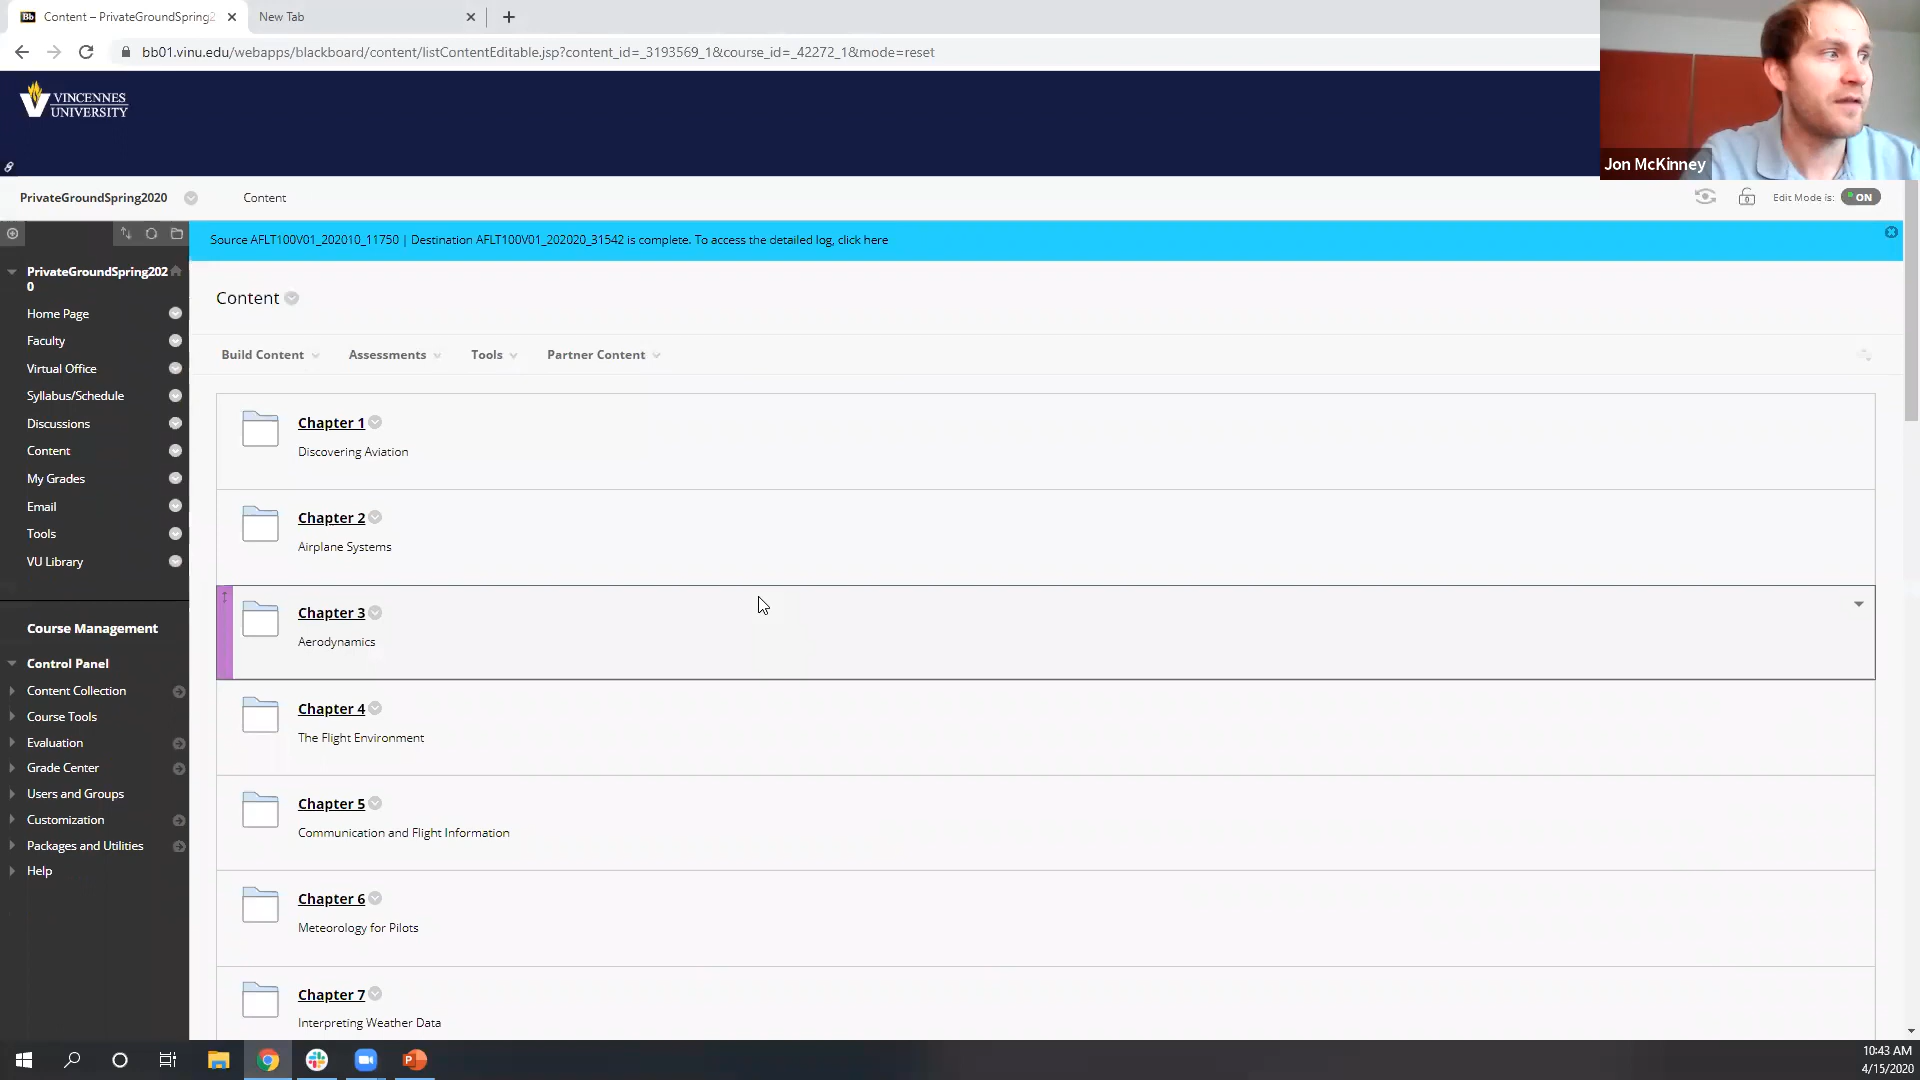 Content – PrivateGroundSpring2
New Tab
bb01.vinu.edu/webapps/blackboard/content/listContentEditable.jsp?content_id=_3193569_1&course_id=_42272_1&mode=reset
VINCENNES
UNIVERSITY
Jon McKinney
PrivateGroundSpring2020
Content
Edit Mode is:
ON
Source AFLT100V01_202010_11750 | Destination AFLT100V01_202020_31542 is complete. To access the detailed log, click here
PrivateGroundSpring202
0
Home Page
Faculty
Virtual Office
Syllabus/Schedule
Discussions
Content
My Grades
Email
Tools
VU Library
Course Management
Control Panel
Content Collection
Course Tools
Evaluation
Grade Center
Users and Groups
Customization
Packages and Utilities
Help
Content
Build Content
Assessments
Tools
Partner Content
Chapter 1
Discovering Aviation
Chapter 2
Airplane Systems
Chapter 3
Aerodynamics
Chapter 4
The Flight Environment
Chapter 5
Communication and Flight Information
Chapter 6
Meteorology for Pilots
Chapter 7
Interpreting Weather Data
10:43 AM
4/15/2020